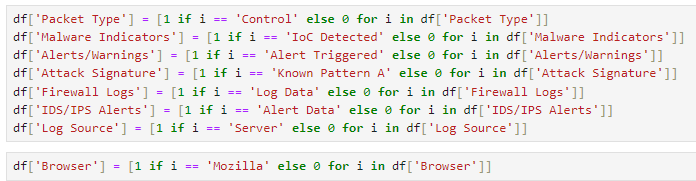 df['Packet Type'] = [1 if i == 'Control' else 0 for i in df['Packet Type']]
df['Malware Indicators'] = [1 if i == 'IoC Detected' else 0 for i in df['Malware Indicators']]
df['Alerts/Warnings'] = [1 if i == 'Alert Triggered' else 0 for i in df['Alerts/Warnings']]
df['Attack Signature'] = [1 if i == 'Known Pattern A' else 0 for i in df['Attack Signature']]
df['Firewall Logs'] = [1 if i == 'Log Data' else 0 for i in df['Firewall Logs']]
df['IDS/IPS Alerts'] = [1 if i == 'Alert Data' else 0 for i in df['IDS/IPS Alerts']]
df['Log Source'] = [1 if i == 'Server' else 0 for i in df['Log Source']]
df['Browser'] = [1 if i == 'Mozilla' else 0 for i in df['Browser']]